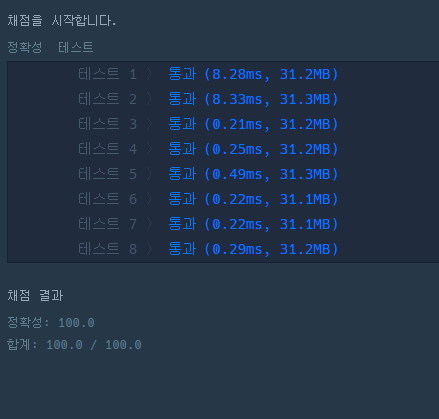 채점을 시작합니다.
정확성 테스트
테스트 1 〉 통과 (8.28ms, 31.2MB)
테스트 2 〉 통과 (8.33ms, 31.3MB)
테스트 3 〉 통과 (0.21ms, 31.2MB)
테스트 4 〉 통과 (0.25ms, 31.2MB)
테스트 5 〉 통과 (0.49ms, 31.3MB)
테스트 6 〉 통과 (0.22ms, 31.1MB)
테스트 7 〉 통과 (0.22ms, 31.1MB)
테스트 8 〉 통과 (0.29ms, 31.2MB)
채점 결과
정확성: 100.0
합계: 100.0 / 100.0